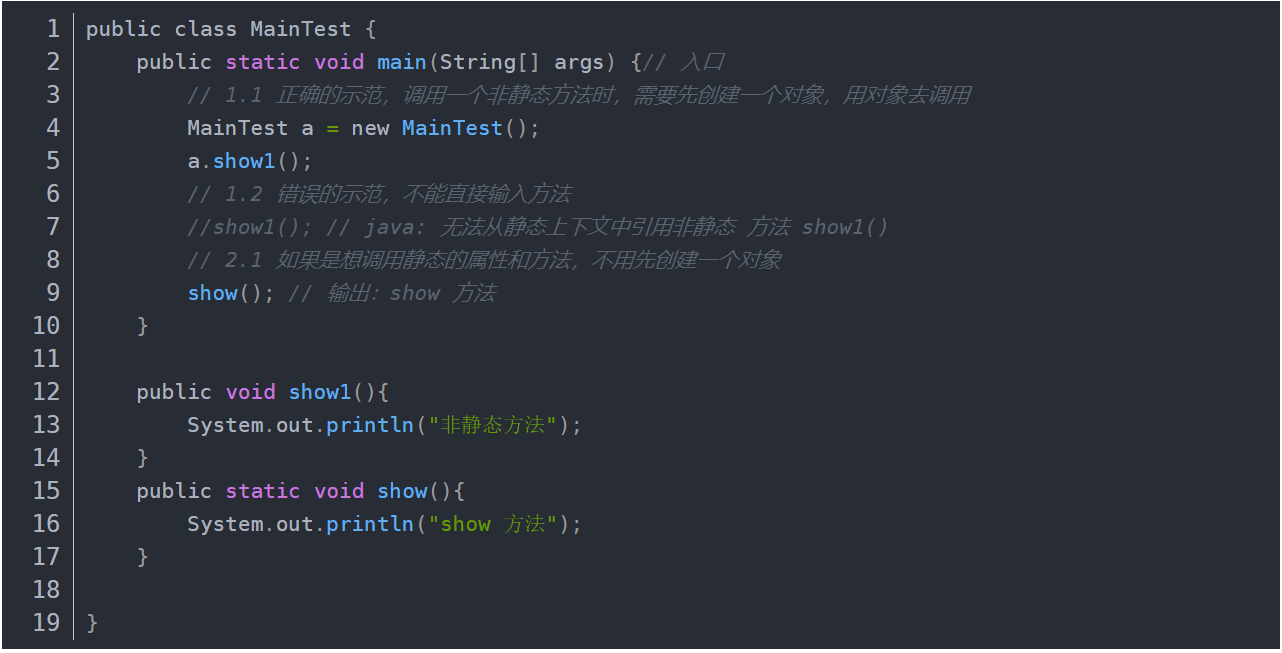 1 public class MainTest {
2     public static void main(String[] args) {// 入口
3         // 1.1 正确的示范，调用一个非静态方法时，需要先创建一个对象，用对象去调用
4         MainTest a = new MainTest();
5         a.show1();
6         // 1.2 错误的示范，不能直接输入方法
7         //show1(); // java: 无法从静态上下文中引用非静态 方法 show1()
8         // 2.1 如果是想调用静态的属性和方法，不用先创建一个对象
9         show(); // 输出：show 方法
10     }
11
12     public void show1(){
13         System.out.println("非静态方法");
14     }
15     public static void show(){
16         System.out.println("show 方法");
17     }
18
19 }